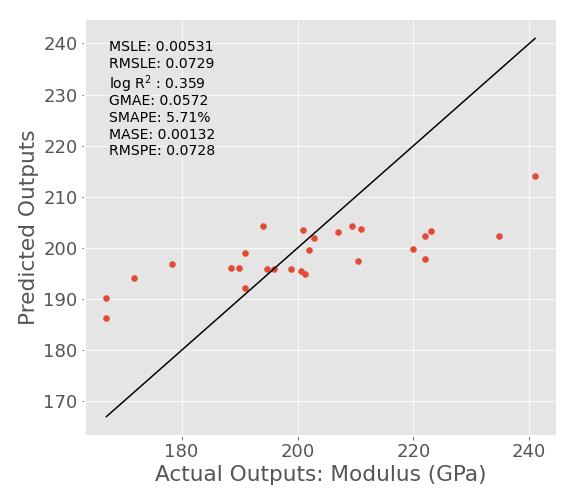 240
230
220
210
200
190
180
170
MSLE: 0.00531
RMSLE: 0.0729
log R² : 0.359
GMAE: 0.0572
SMAPE: 5.71%
MASE: 0.00132
RMSPE: 0.0728
Predicted Outputs
180 200 220 240
Actual Outputs: Modulus (GPa)